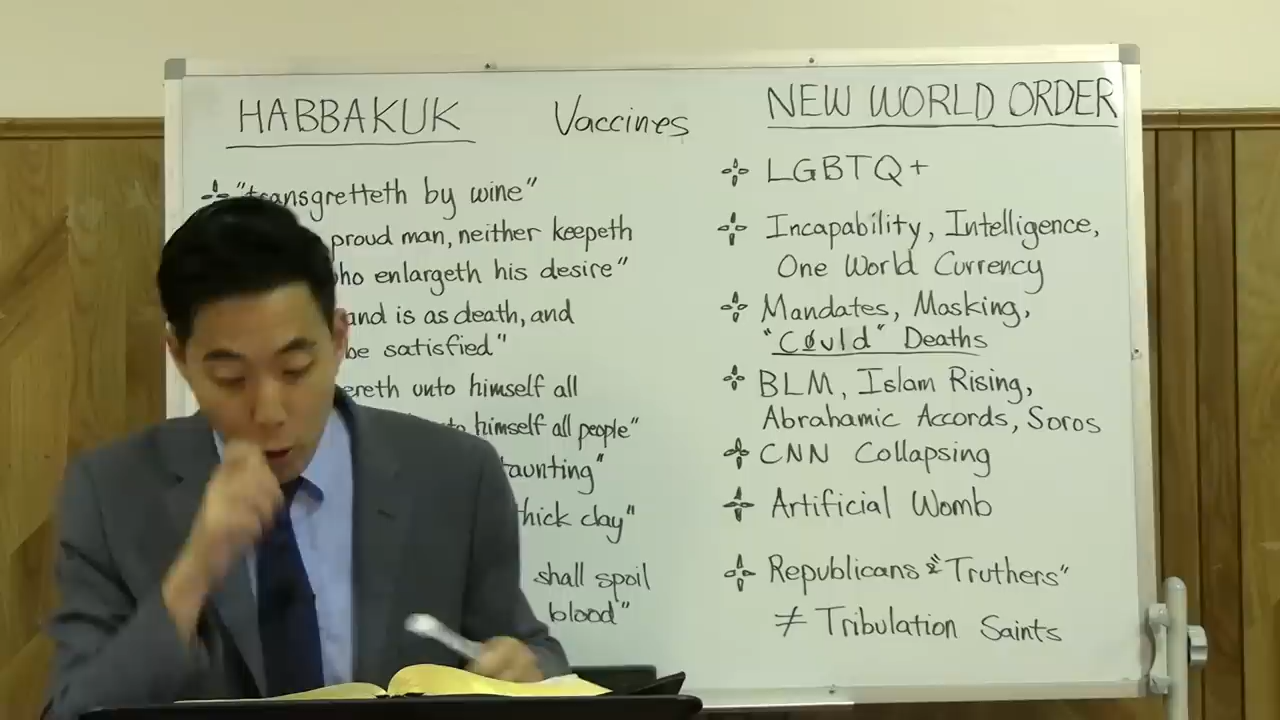 HABBAKUK
Vaccines
NEW WORLD ORDER
"transgretteth by wine"
proud man, neither keepeth
who enlargeth his desire"
and is as death, and
be satisfied"
ereth unto himself all
himself all people"
taunting"
thick clay"
shall spoil
blood"
LGBTQ+
Incapability, Intelligence,
One World Currency
Mandates, Masking,
"Could" Deaths
BLM, Islam Rising,
Abrahamic Accords, Soros
CNN Collapsing
Artificial Womb
Republicans & "Truthers"
≠ Tribulation Saints